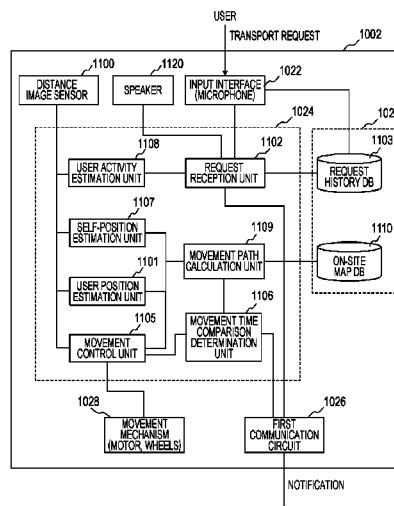 USER
TRANSPORT REQUEST
1002
1100
DISTANCE
IMAGE SENSOR
1120
SPEAKER
1022
INPUT INTERFACE
(MICROPHONE)
1024
102
1108
USER ACTIVITY
ESTIMATION UNIT
1102
REQUEST
RECEPTION UNIT
1103
REQUEST
HISTORY DB
1107
SELF-POSITION
ESTIMATION UNIT
1109
MOVEMENT PATH
CALCULATION UNIT
1110
ON-SITE
MAP DB
1101
USER POSITION
ESTIMATION UNIT
1106
MOVEMENT TIME
COMPARISON
DETERMINATION
UNIT
1105
MOVEMENT
CONTROL UNIT
1028
MOVEMENT
MECHANISM
(MOTOR, WHEELS)
1026
FIRST
COMMUNICATION
CIRCUIT
NOTIFICATION